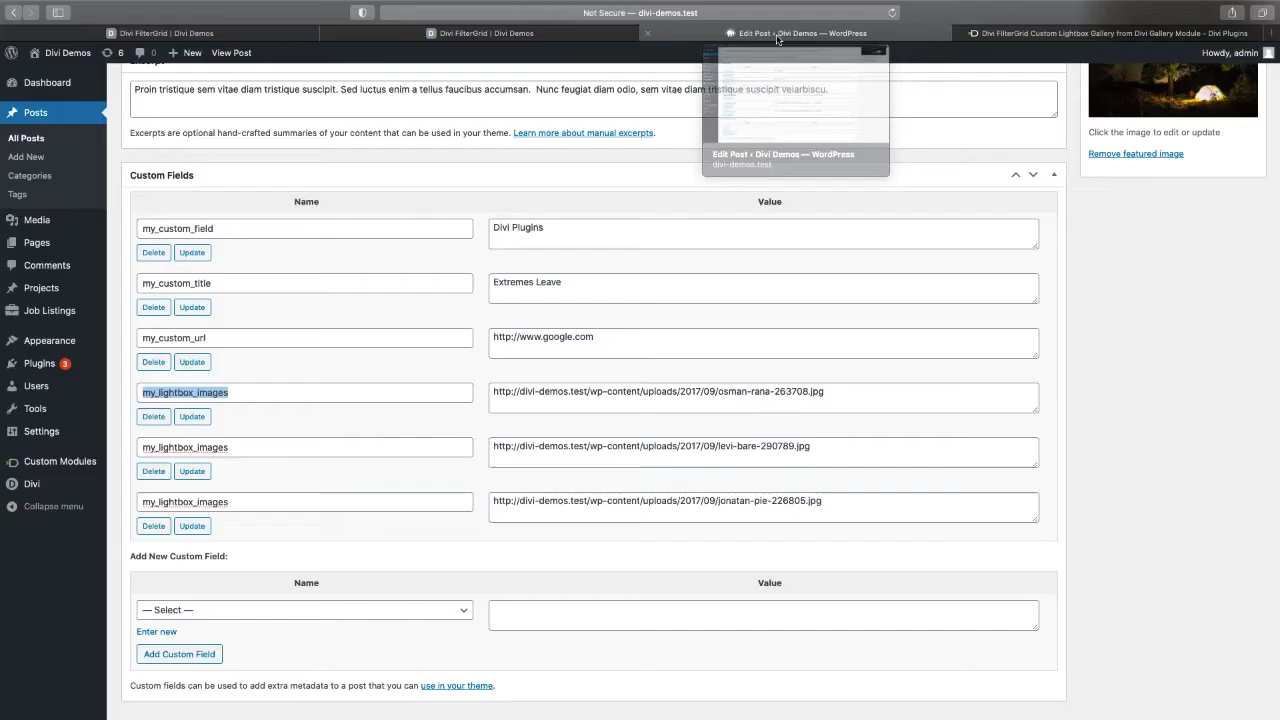 Not Secure — divi-demos.test
Divi FilterGrid | Divi Demos
Divi FilterGrid | Divi Demos
Edit Post ‹ Divi Demos — WordPress
Divi FilterGrid Custom Lightbox Gallery from Divi Gallery Module - Divi Plugins
Divi Demos
6
0
New
View Post
Howdy, admin
Edit Post ‹ Divi Demos — WordPress
divi-demos.test
Dashboard
Posts
All Posts
Add New
Categories
Tags
Media
Pages
Comments
Projects
Job Listings
Appearance
Plugins 3
Users
Tools
Settings
Custom Modules
Divi
Collapse menu
Excerpt
Proin tristique sem vitae diam tristique suscipit. Sed luctus enim a tellus faucibus accumsan. Nunc feugiat diam odio, sem vitae diam tristique suscipit velarbiscu.
Excerpts are optional hand-crafted summaries of your content that can be used in your theme. Learn more about manual excerpts.
Custom Fields
Name
Value
my_custom_field
Divi Plugins
Delete
Update
my_custom_title
Extremes Leave
Delete
Update
my_custom_url
http://www.google.com
Delete
Update
my_lightbox_images
http://divi-demos.test/wp-content/uploads/2017/09/osman-rana-263708.jpg
Delete
Update
my_lightbox_images
http://divi-demos.test/wp-content/uploads/2017/09/levi-bare-290789.jpg
Delete
Update
my_lightbox_images
http://divi-demos.test/wp-content/uploads/2017/09/jonatan-pie-226805.jpg
Delete
Update
Add New Custom Field:
Name
Value
— Select —
Enter new
Add Custom Field
Custom fields can be used to add extra metadata to a post that you can use in your theme.
Click the image to edit or update
Remove featured image